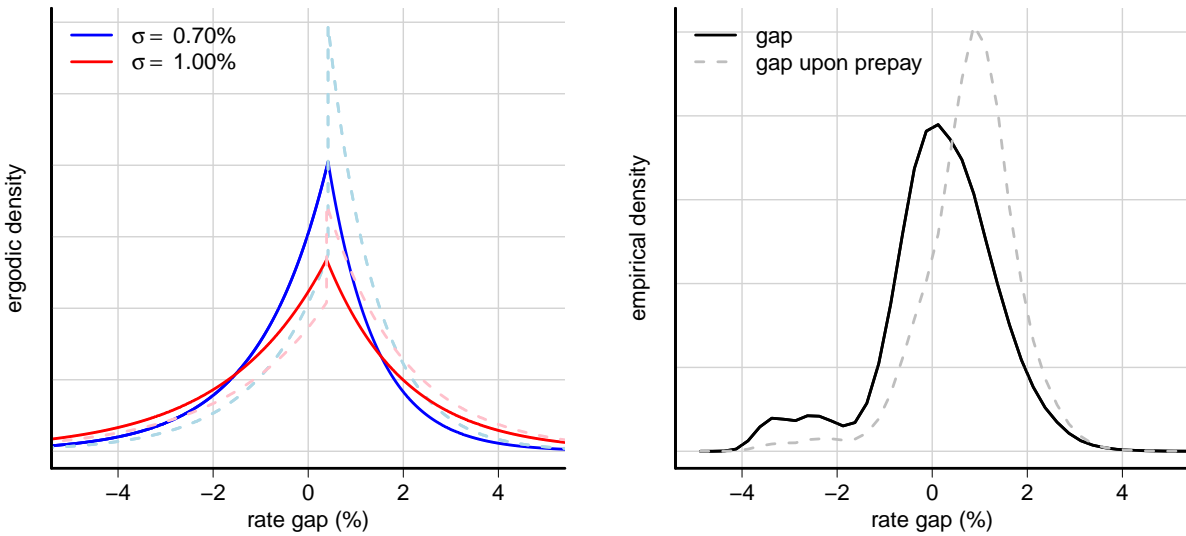 σ = 0.70%
σ = 1.00%
ergodic density
−4 −2 0 2 4
rate gap (%)
gap
gap upon prepay
empirical density
−4 −2 0 2 4
rate gap (%)